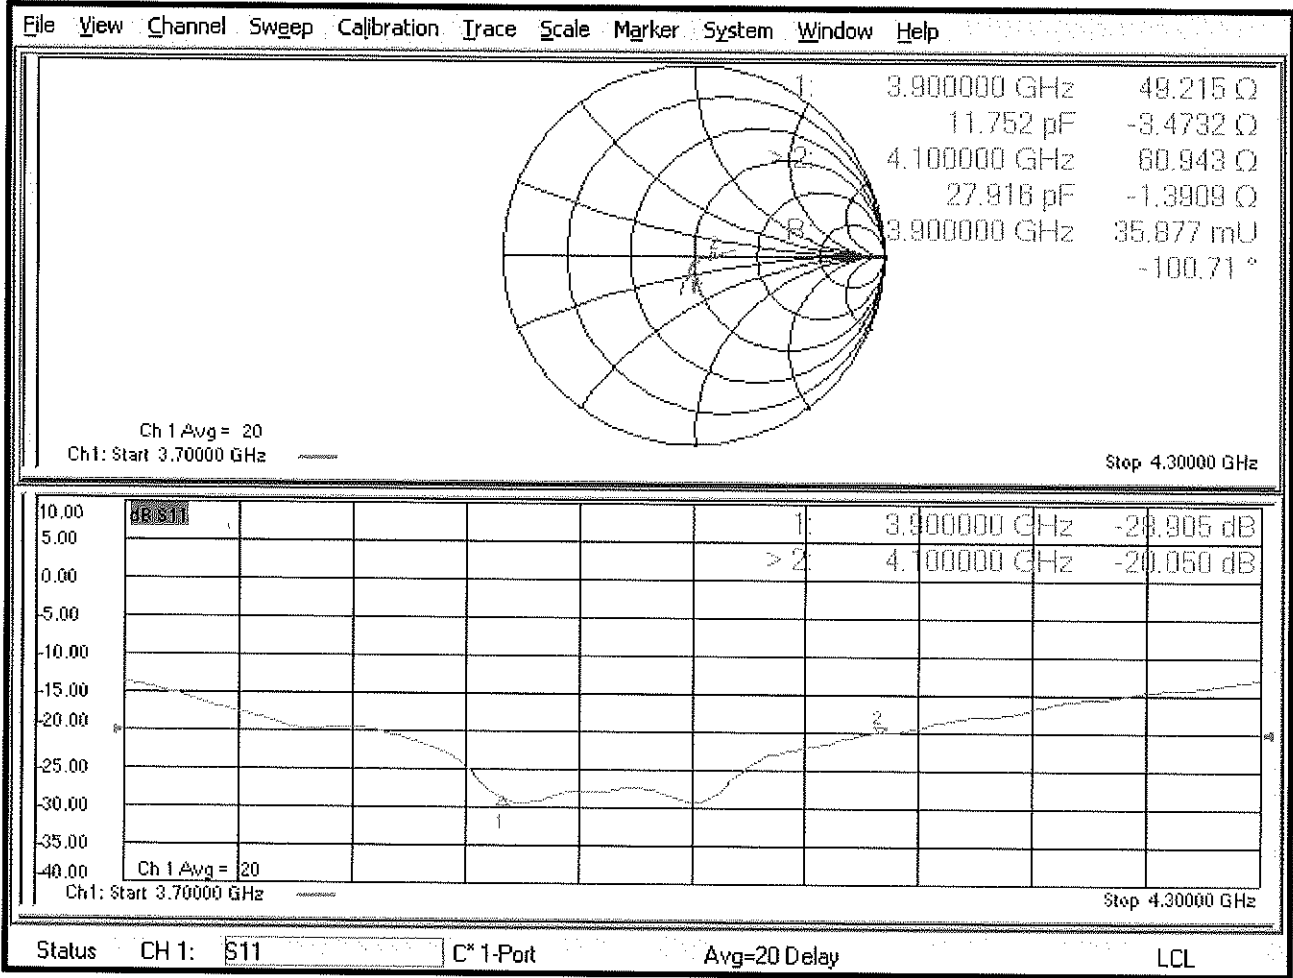 File View Channel Sweep Calibration Trace Scale Marker System Window Help
1: 3.900000 GHz 49.215 Ω
11.752 pF -3.4732 Ω
> 2: 4.100000 GHz 60.943 Ω
27.916 pF -1.3909 Ω
R: 3.900000 GHz 35.877 mU
-100.71 °
Ch 1 Avg = 20
Ch1: Start 3.70000 GHz
Stop 4.30000 GHz
10.00
dB S11
1: 3.900000 GHz -28.905 dB
5.00
> 2: 4.100000 GHz -20.050 dB
0.00
-5.00
-10.00
-15.00
-20.00
2
-25.00
-30.00
1
-35.00
-40.00
Ch 1 Avg = 20
Ch1: Start 3.70000 GHz
Stop 4.30000 GHz
Status CH 1: S11 C* 1-Port Avg=20 Delay LCL